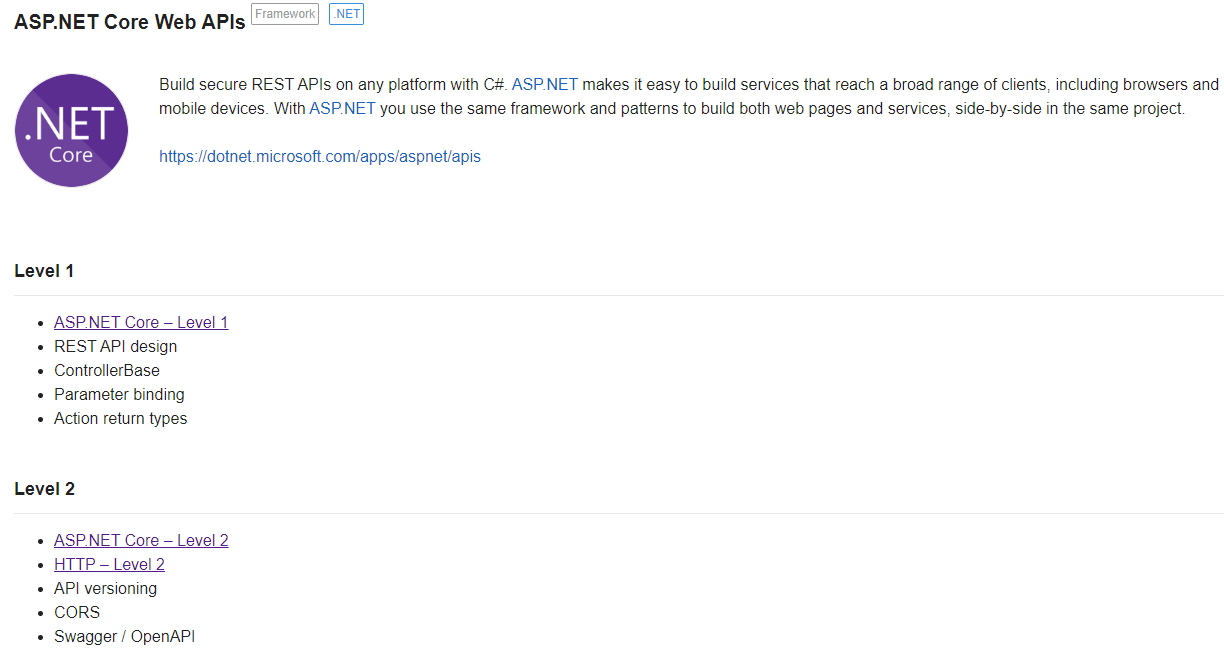 ASP.NET Core Web APIs Framework .NET
.NET
Core
Build secure REST APIs on any platform with C#. ASP.NET makes it easy to build services that reach a broad range of clients, including browsers and
mobile devices. With ASP.NET you use the same framework and patterns to build both web pages and services, side-by-side in the same project.
https://dotnet.microsoft.com/apps/aspnet/apis
Level 1
• ASP.NET Core – Level 1
• REST API design
• ControllerBase
• Parameter binding
• Action return types
Level 2
• ASP.NET Core – Level 2
• HTTP – Level 2
• API versioning
• CORS
• Swagger / OpenAPI